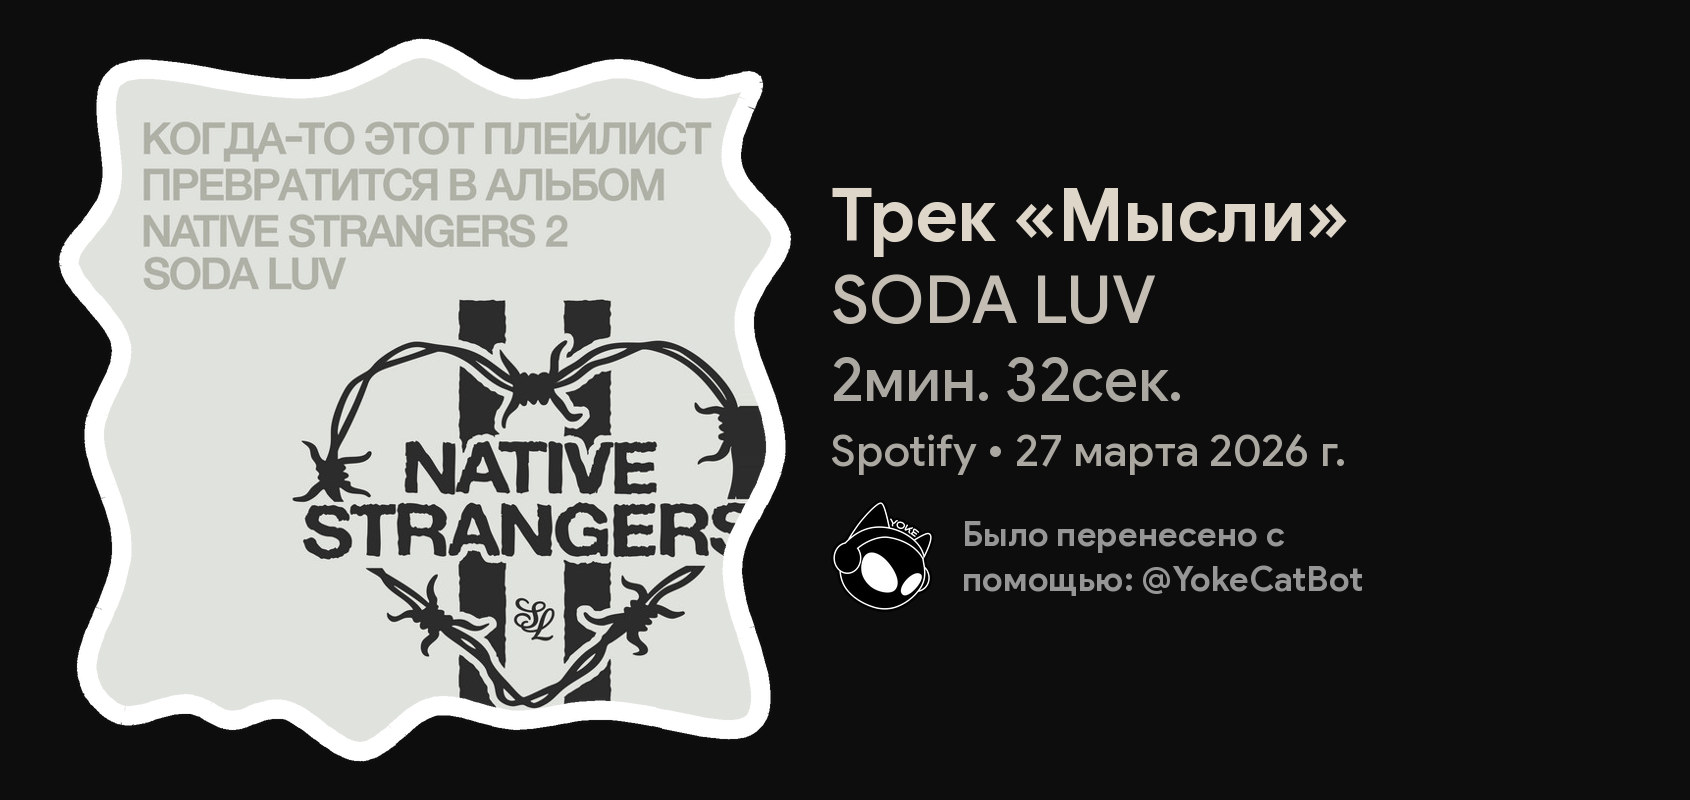 КОГДА-ТО ЭТОТ ПЛЕЙЛИСТ
ПРЕВРАТИТСЯ В АЛЬБОМ
NATIVE STRANGERS 2
SODA LUV
NATIVE
STRANGERS
SL
Трек «Мысли»
SODA LUV
2мин. 32сек.
Spotify • 27 марта 2026 г.
YOKE
Было перенесено с
помощью: @YokeCatBot